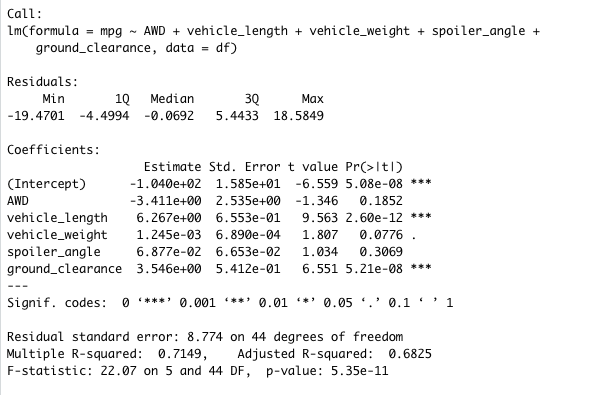 Call:
lm(formula = mpg ~ AWD + vehicle_length + vehicle_weight + spoiler_angle +
    ground_clearance, data = df)

Residuals:
     Min       1Q   Median       3Q      Max
-19.4701  -4.4994  -0.0692   5.4433  18.5849

Coefficients:
                   Estimate Std. Error t value Pr(>|t|)
(Intercept)      -1.040e+02  1.585e+01  -6.559 5.08e-08 ***
AWD              -3.411e+00  2.535e+00  -1.346   0.1852
vehicle_length    6.267e+00  6.553e-01   9.563 2.60e-12 ***
vehicle_weight    1.245e-03  6.890e-04   1.807   0.0776 .
spoiler_angle     6.877e-02  6.653e-02   1.034   0.3069
ground_clearance  3.546e+00  5.412e-01   6.551 5.21e-08 ***
---
Signif. codes:  0 ‘***’ 0.001 ‘**’ 0.01 ‘*’ 0.05 ‘.’ 0.1 ‘ ’ 1

Residual standard error: 8.774 on 44 degrees of freedom
Multiple R-squared:  0.7149,    Adjusted R-squared:  0.6825
F-statistic: 22.07 on 5 and 44 DF,  p-value: 5.35e-11